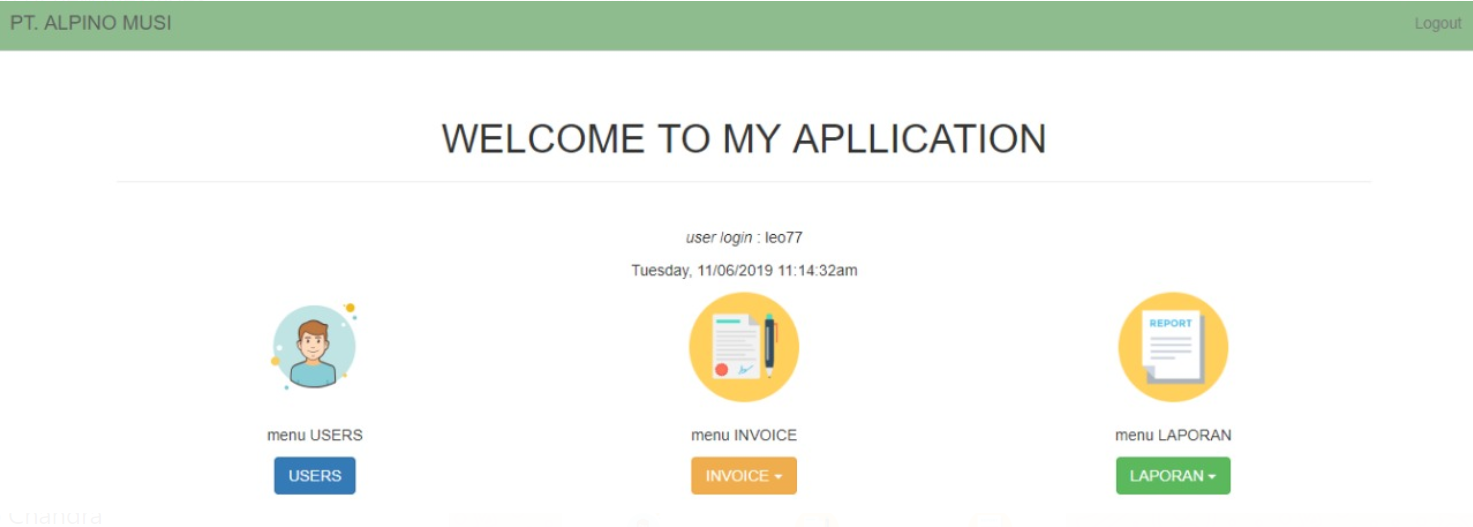 PT. ALPINO MUSI Logout
WELCOME TO MY APLLICATION
user login : leo77
Tuesday, 11/06/2019 11:14:32am
REPORT
menu USERS menu INVOICE menu LAPORAN
USERS INVOICE LAPORAN
Chandra